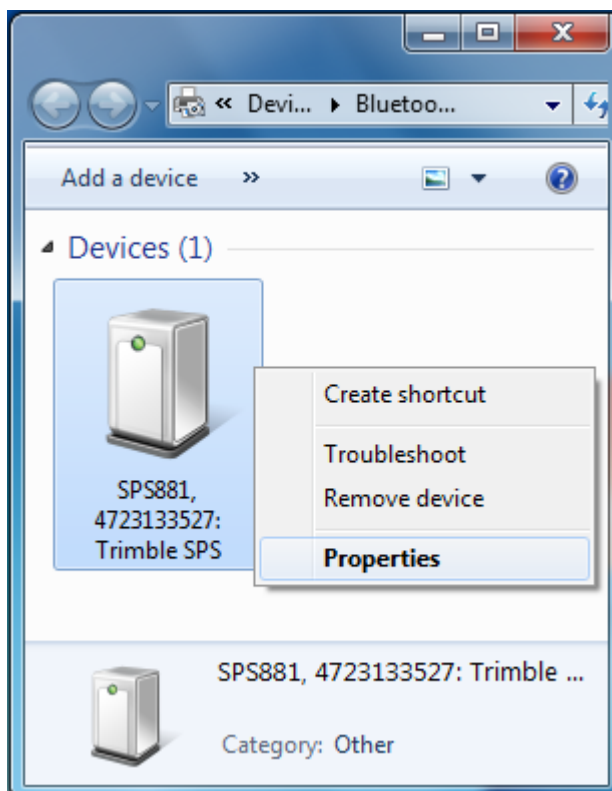 « Devi... ▸ Bluetoo...
Add a device »
Devices (1)
Create shortcut
Troubleshoot
Remove device
Properties
SPS881,
4723133527:
Trimble SPS
SPS881, 4723133527: Trimble ...
Category: Other